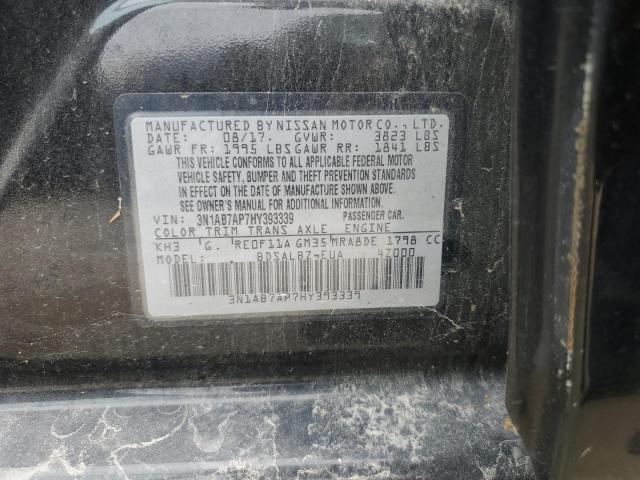 MANUFACTURED BY NISSAN MOTOR CO., LTD.
DATE: 08/17. GVWR: 3823 LBS
GAWR FR: 1995 LBS GAWR RR: 1841 LBS
THIS VEHICLE CONFORMS TO ALL APPLICABLE FEDERAL MOTOR
VEHICLE SAFETY, BUMPER AND THEFT PREVENTION STANDARDS
IN EFFECT ON THE DATE OF MANUFACTURE SHOWN ABOVE.
SEE OWNER'S MANUAL FOR ADDITIONAL INFORMATION.
VIN: 3N1AB7AP7HY393339 PASSENGER CAR.
COLOR TRIM TRANS AXLE ENGINE
KH3 G. RE0F11A GM35 MRA8DE 1798 CC
MODEL: BDSALB7-EUA 4Z000
3N1AB7AP7HY393339